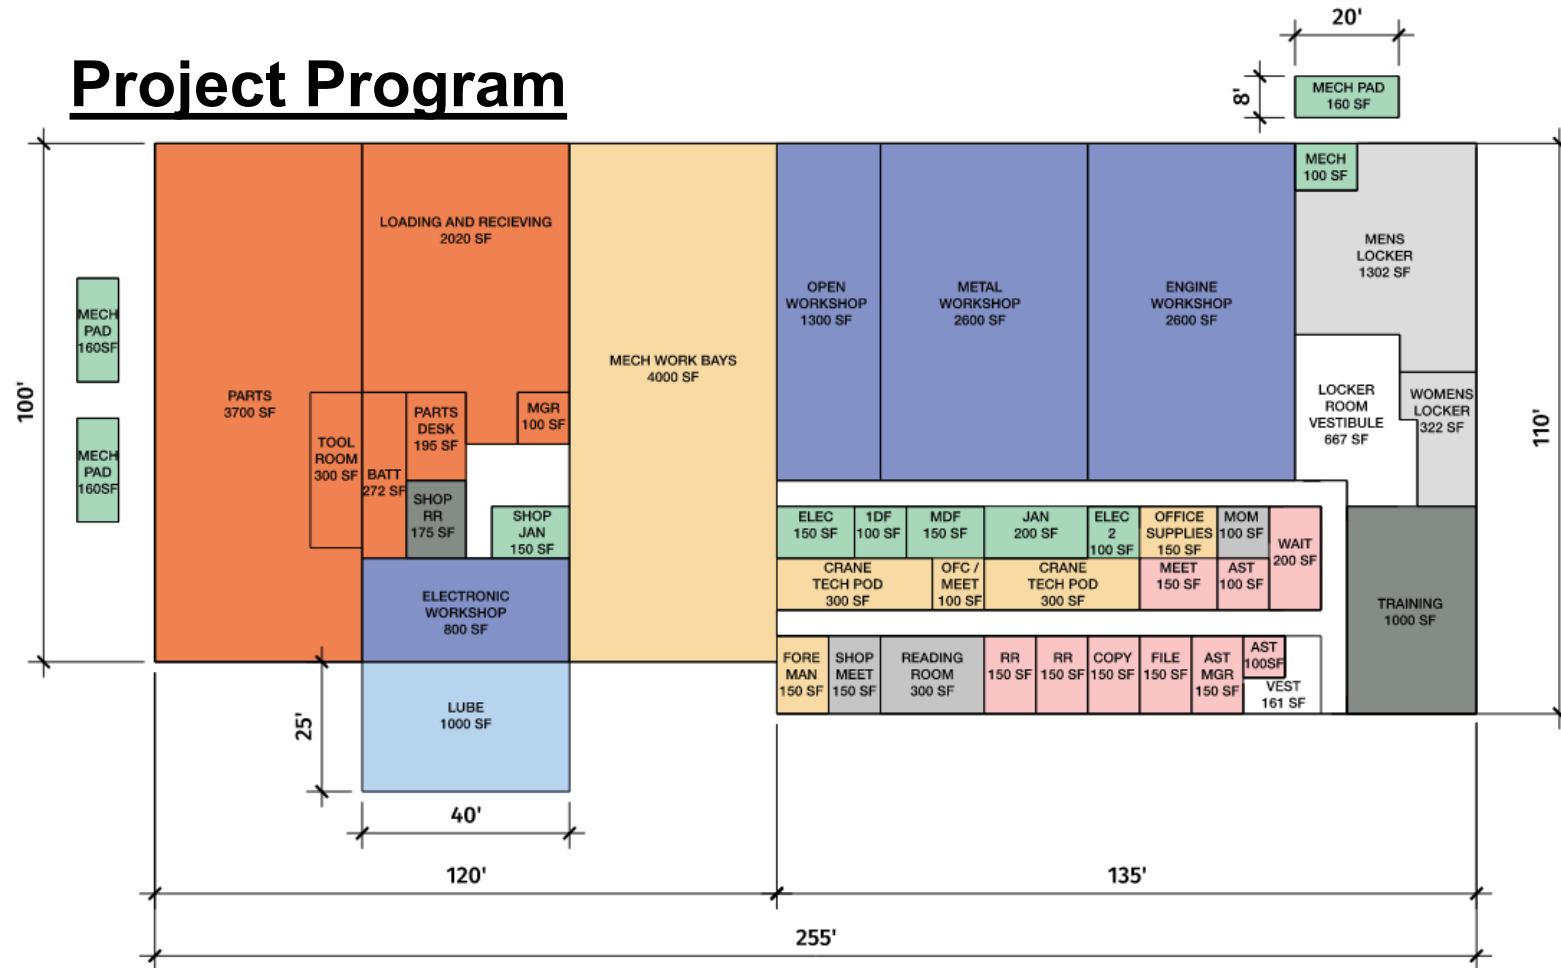 Project Program
20'
8'
MECH PAD
160 SF
100'
110'
MECH
PAD
160SF
MECH
PAD
160SF
PARTS
3700 SF
LOADING AND RECIEVING
2020 SF
TOOL
ROOM
300 SF
BATT
272 SF
PARTS
DESK
195 SF
MGR
100 SF
SHOP
RR
175 SF
SHOP
JAN
150 SF
ELECTRONIC
WORKSHOP
800 SF
LUBE
1000 SF
25'
40'
MECH WORK BAYS
4000 SF
OPEN
WORKSHOP
1300 SF
METAL
WORKSHOP
2600 SF
ENGINE
WORKSHOP
2600 SF
MECH
100 SF
MENS
LOCKER
1302 SF
LOCKER
ROOM
VESTIBULE
667 SF
WOMENS
LOCKER
322 SF
ELEC
150 SF
1DF
100 SF
MDF
150 SF
JAN
200 SF
ELEC
2
100 SF
OFFICE
SUPPLIES
150 SF
MOM
100 SF
WAIT
200 SF
CRANE
TECH POD
300 SF
OFC /
MEET
100 SF
CRANE
TECH POD
300 SF
MEET
150 SF
AST
100 SF
TRAINING
1000 SF
FORE
MAN
150 SF
SHOP
MEET
150 SF
READING
ROOM
300 SF
RR
150 SF
RR
150 SF
COPY
150 SF
FILE
150 SF
AST
MGR
150 SF
AST
100SF
VEST
161 SF
120'
135'
255'